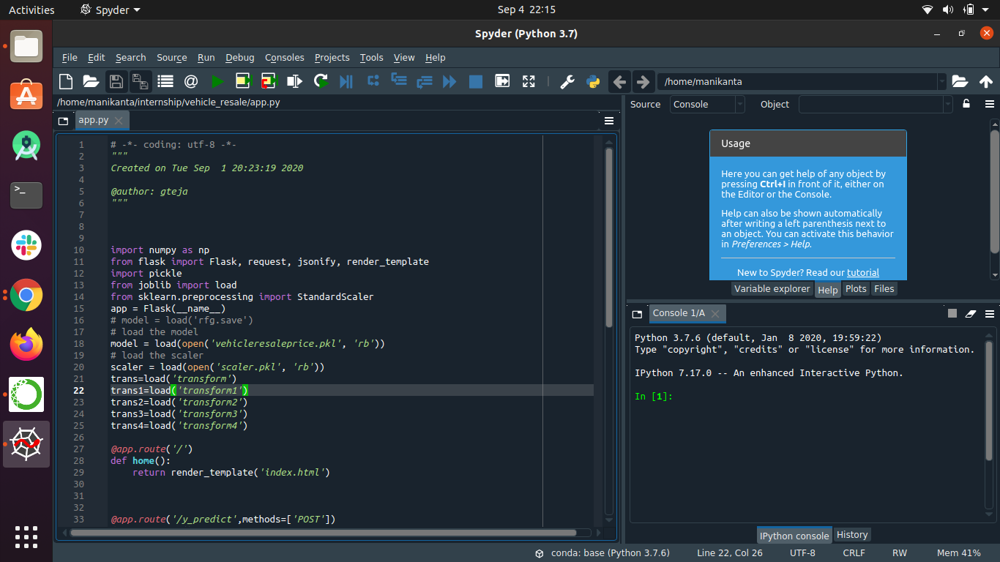 Activities
Spyder
Sep 4 22:15
Spyder (Python 3.7)
File Edit Search Source Run Debug Consoles Projects Tools View Help
/home/manikanta
/home/manikanta/internship/vehicle_resale/app.py
app.py
1 # -*- coding: utf-8 -*-
2 """
3 Created on Tue Sep  1 20:23:19 2020
4
5 @author: gteja
6 """
7
8
9
10 import numpy as np
11 from flask import Flask, request, jsonify, render_template
12 import pickle
13 from joblib import load
14 from sklearn.preprocessing import StandardScaler
15 app = Flask(__name__)
16 # model = load('rfg.save')
17 # load the model
18 model = load(open('vehicleresaleprice.pkl', 'rb'))
19 # load the scaler
20 scaler = load(open('scaler.pkl', 'rb'))
21 trans=load('transform')
22 trans1=load('transform1')
23 trans2=load('transform2')
24 trans3=load('transform3')
25 trans4=load('transform4')
26
27 @app.route('/')
28 def home():
29     return render_template('index.html')
30
31
32
33 @app.route('/y_predict',methods=['POST'])
Source Console Object
Usage
Here you can get help of any object by
pressing Ctrl+I in front of it, either on
the Editor or the Console.
Help can also be shown automatically
after writing a left parenthesis next to
an object. You can activate this behavior
in Preferences > Help.
New to Spyder? Read our tutorial
Variable explorer Help Plots Files
Console 1/A
Python 3.7.6 (default, Jan  8 2020, 19:59:22)
Type "copyright", "credits" or "license" for more information.
IPython 7.17.0 -- An enhanced Interactive Python.
In [1]:
IPython console History
conda: base (Python 3.7.6) Line 22, Col 26 UTF-8 CRLF RW Mem 41%